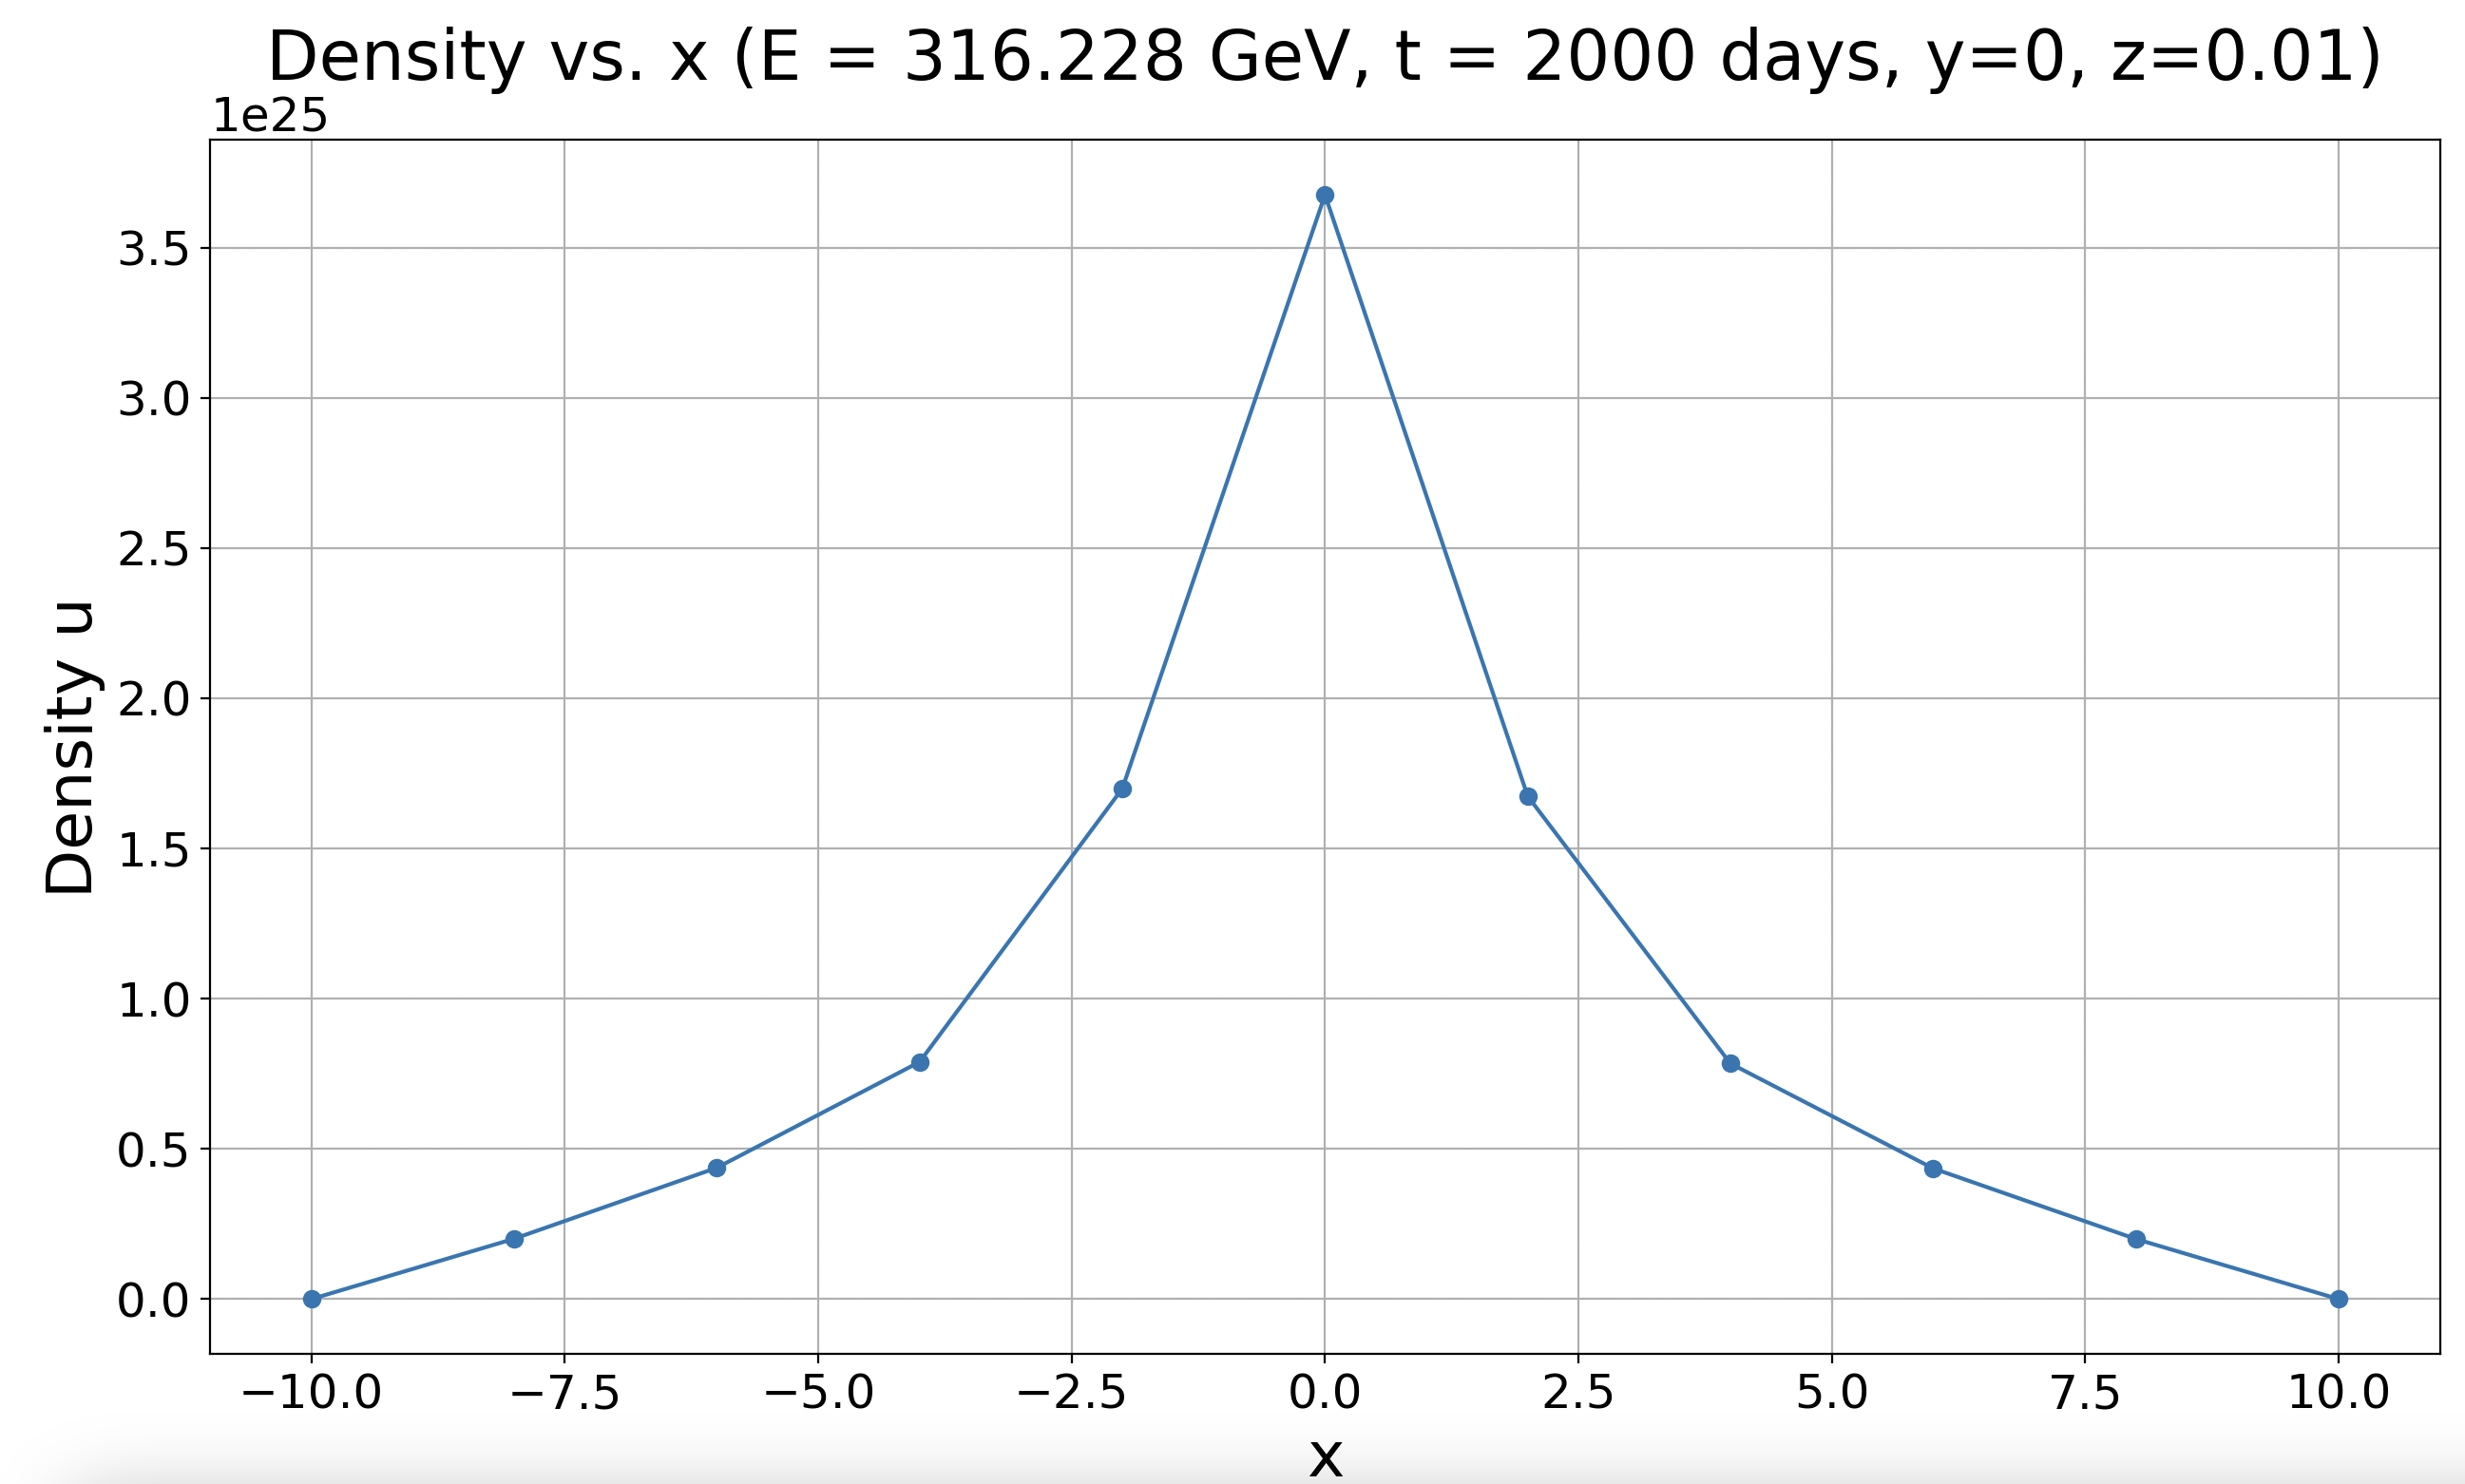 Density vs. x (E = 316.228 GeV, t = 2000 days, y=0, z=0.01)
1e25
3.5
3.0
2.5
2.0
1.5
1.0
0.5
0.0
Density u
−10.0 −7.5 −5.0 −2.5 0.0 2.5 5.0 7.5 10.0
x